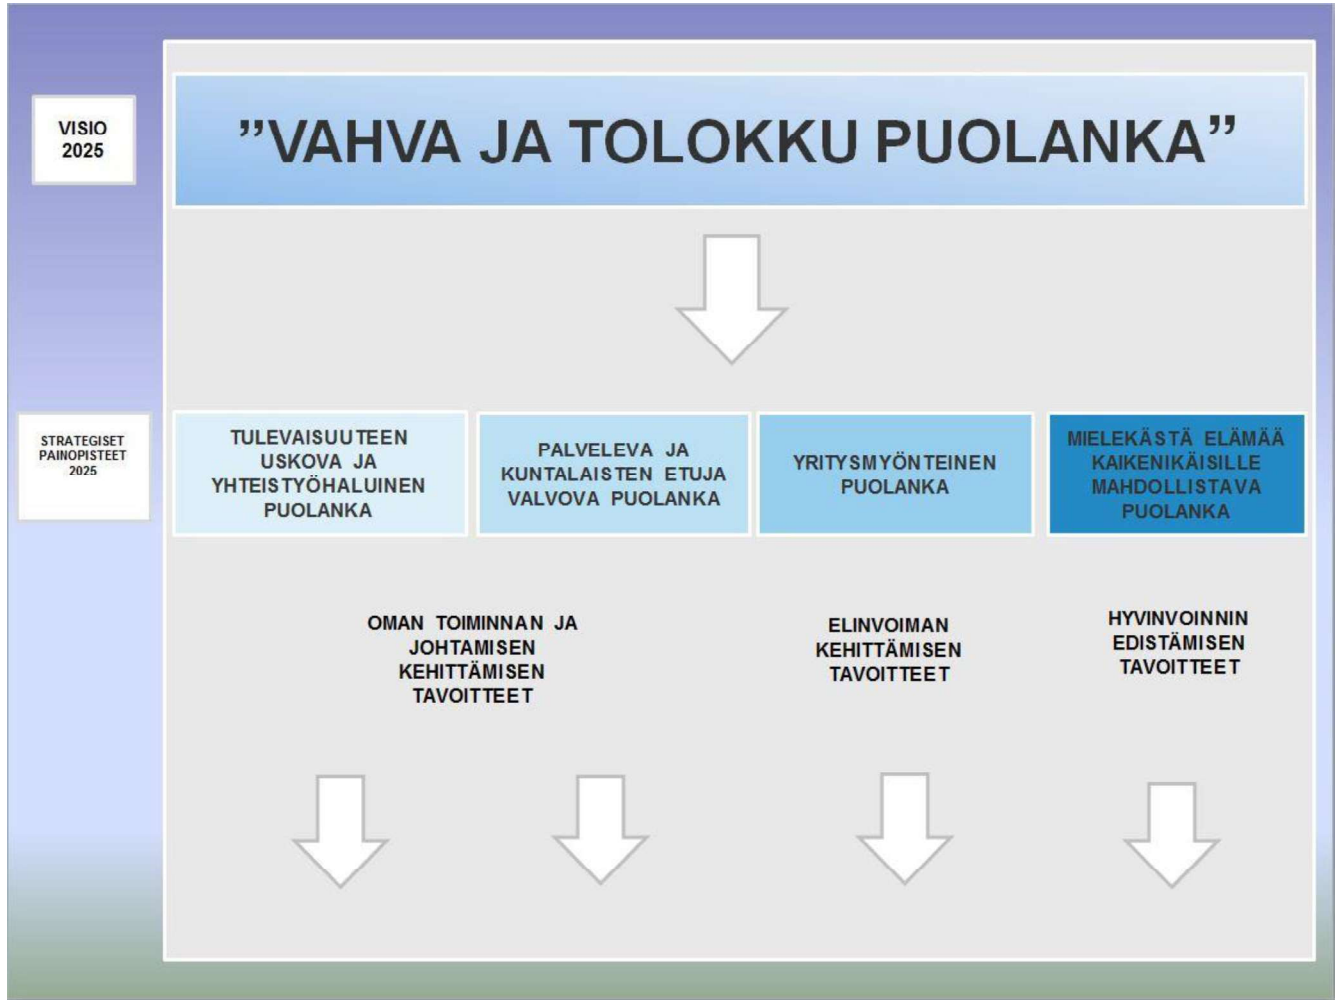 VISIO
2025
”VAHVA JA TOLOKKU PUOLANKA”
STRATEGISET
PAINOPISTEET
2025
TULEVAISUUTEEN
USKOVA JA
YHTEISTYÖHALUINEN
PUOLANKA
PALVELEVA JA
KUNTALAISTEN ETUJA
VALVOVA PUOLANKA
YRITYSMYÖNTEINEN
PUOLANKA
MIELEKÄSTÄ ELÄMÄÄ
KAIKENIKÄISILLE
MAHDOLLISTAVA
PUOLANKA
OMAN TOIMINNAN JA
JOHTAMISEN
KEHITTÄMISEN
TAVOITTEET
ELINVOIMAN
KEHITTÄMISEN
TAVOITTEET
HYVINVOINNIN
EDISTÄMISEN
TAVOITTEET